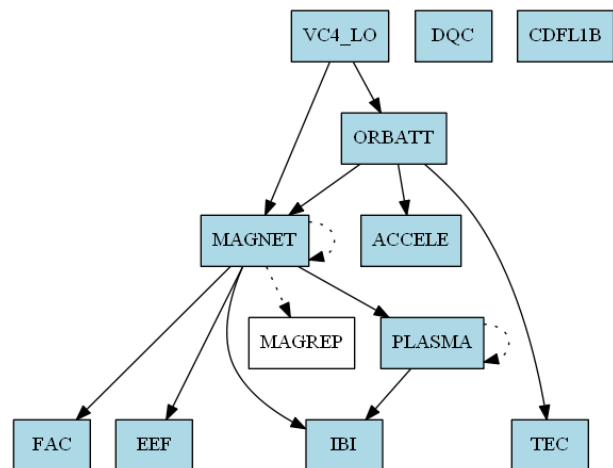 VC4_LO
DQC
CDFL1B
ORBATT
MAGNET
ACCELE
MAGREP
PLASMA
FAC
EEF
IBI
TEC